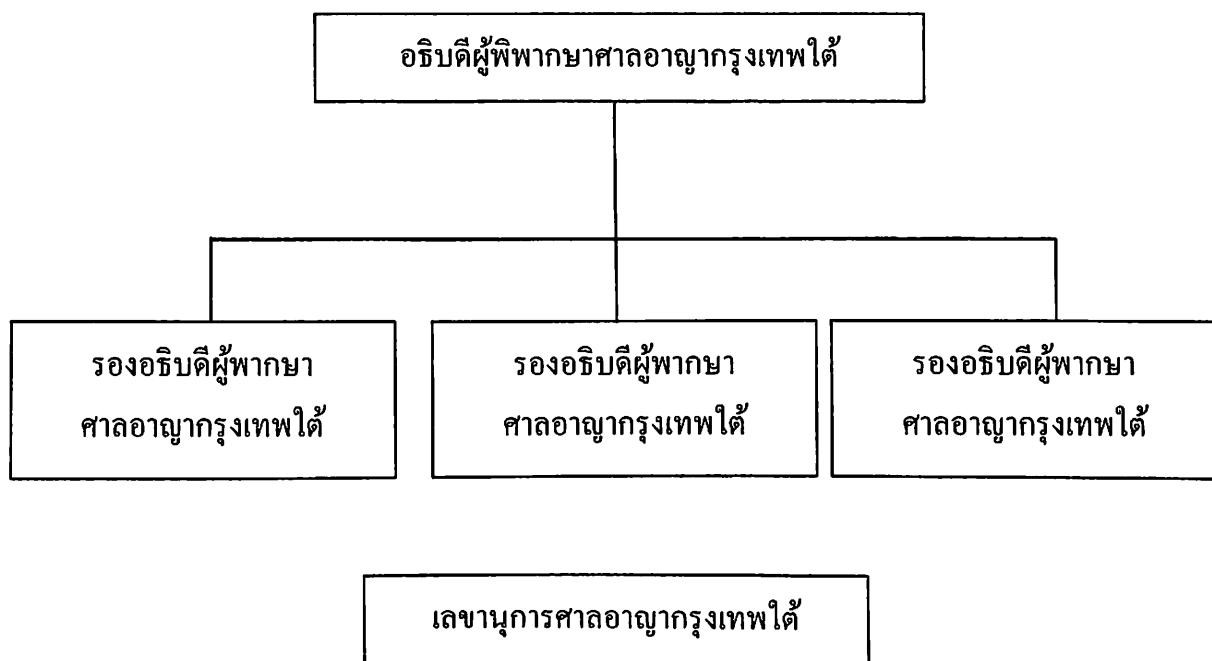 อธิบดีผู้พิพากษาศาลอาญากรุงเทพใต้
รองอธิบดีผู้พากษา
ศาลอาญากรุงเทพใต้
รองอธิบดีผู้พากษา
ศาลอาญากรุงเทพใต้
รองอธิบดีผู้พากษา
ศาลอาญากรุงเทพใต้
เลขานุการศาลอาญากรุงเทพใต้